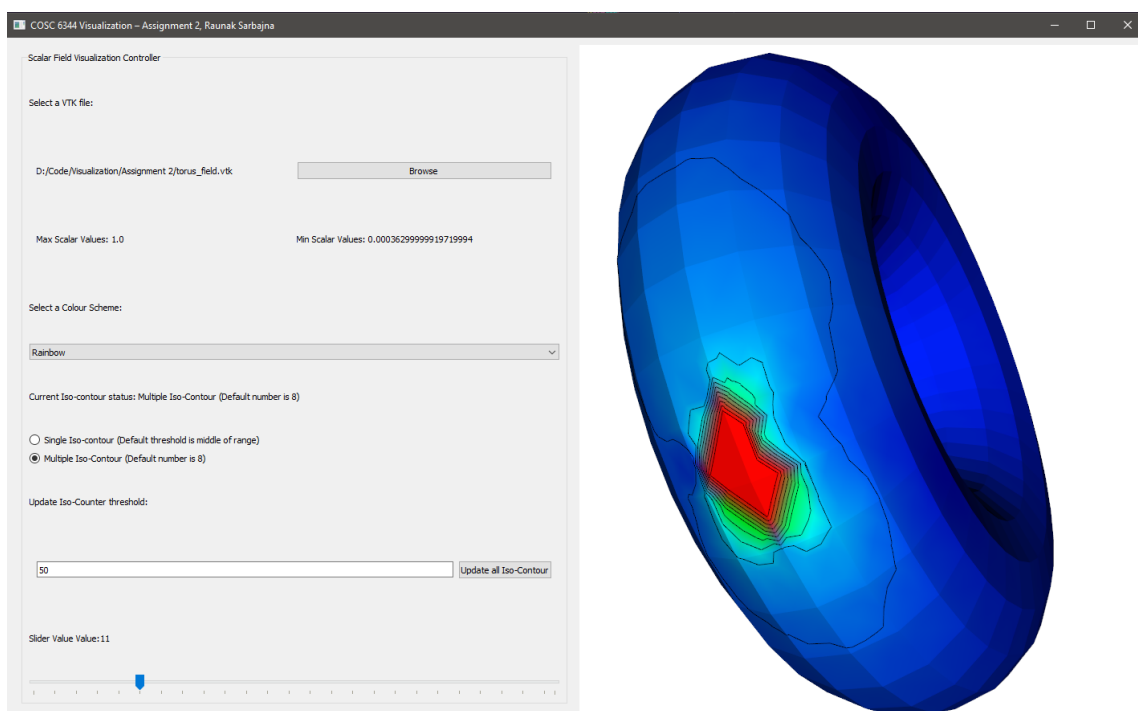 COSC 6344 Visualization – Assignment 2, Raunak Sarbajna
Scalar Field Visualization Controller
Select a VTK file:
D:/Code/Visualization/Assignment 2/torus_field.vtk
Browse
Max Scalar Values: 1.0
Min Scalar Values: 0.00036299999919719994
Select a Colour Scheme:
Rainbow
Current Iso-contour status: Multiple Iso-Contour (Default number is 8)
Single Iso-contour (Default threshold is middle of range)
Multiple Iso-Contour (Default number is 8)
Update Iso-Counter threshold:
50
Update all Iso-Contour
Slider Value Value:11